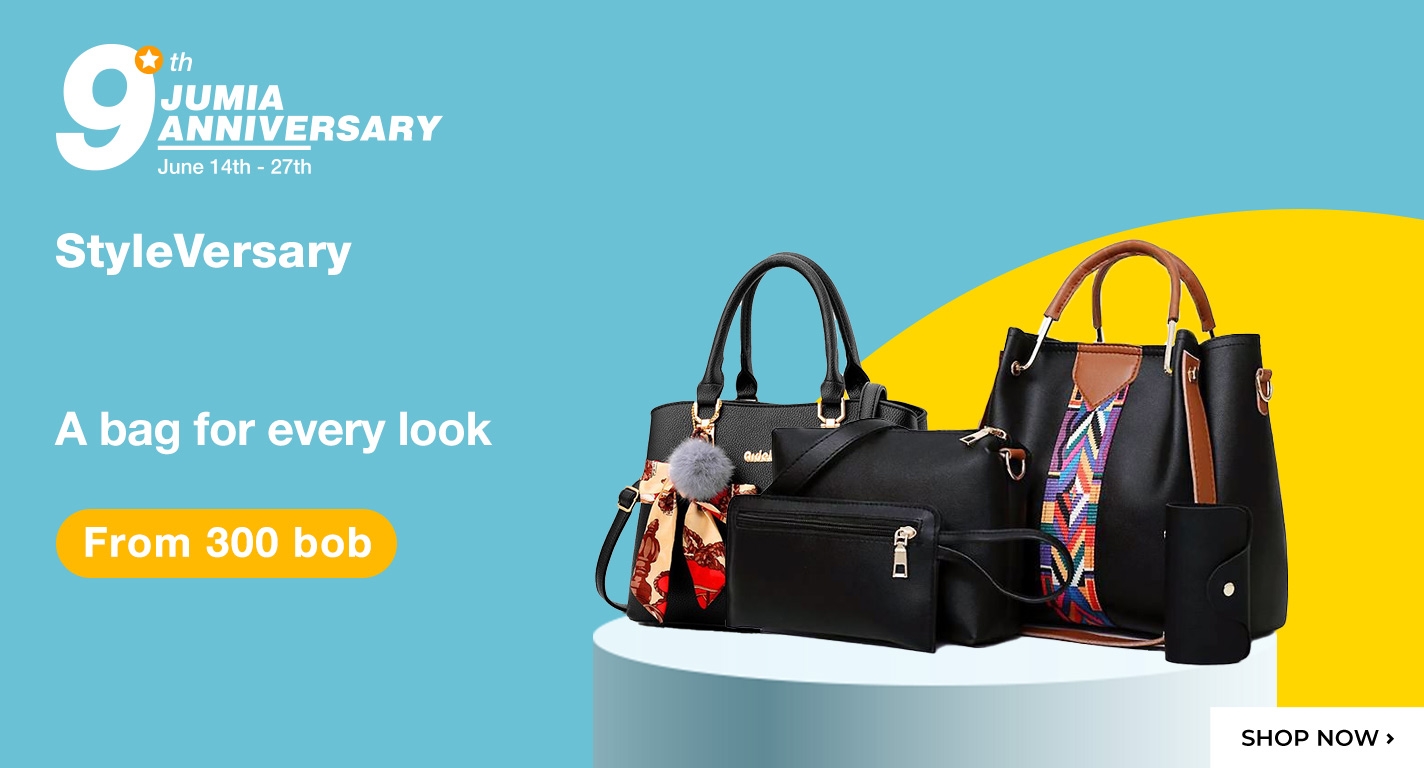 9th
JUMIA
ANNIVERSARY
June 14th - 27th
StyleVersary
A bag for every look
From 300 bob
SHOP NOW ›